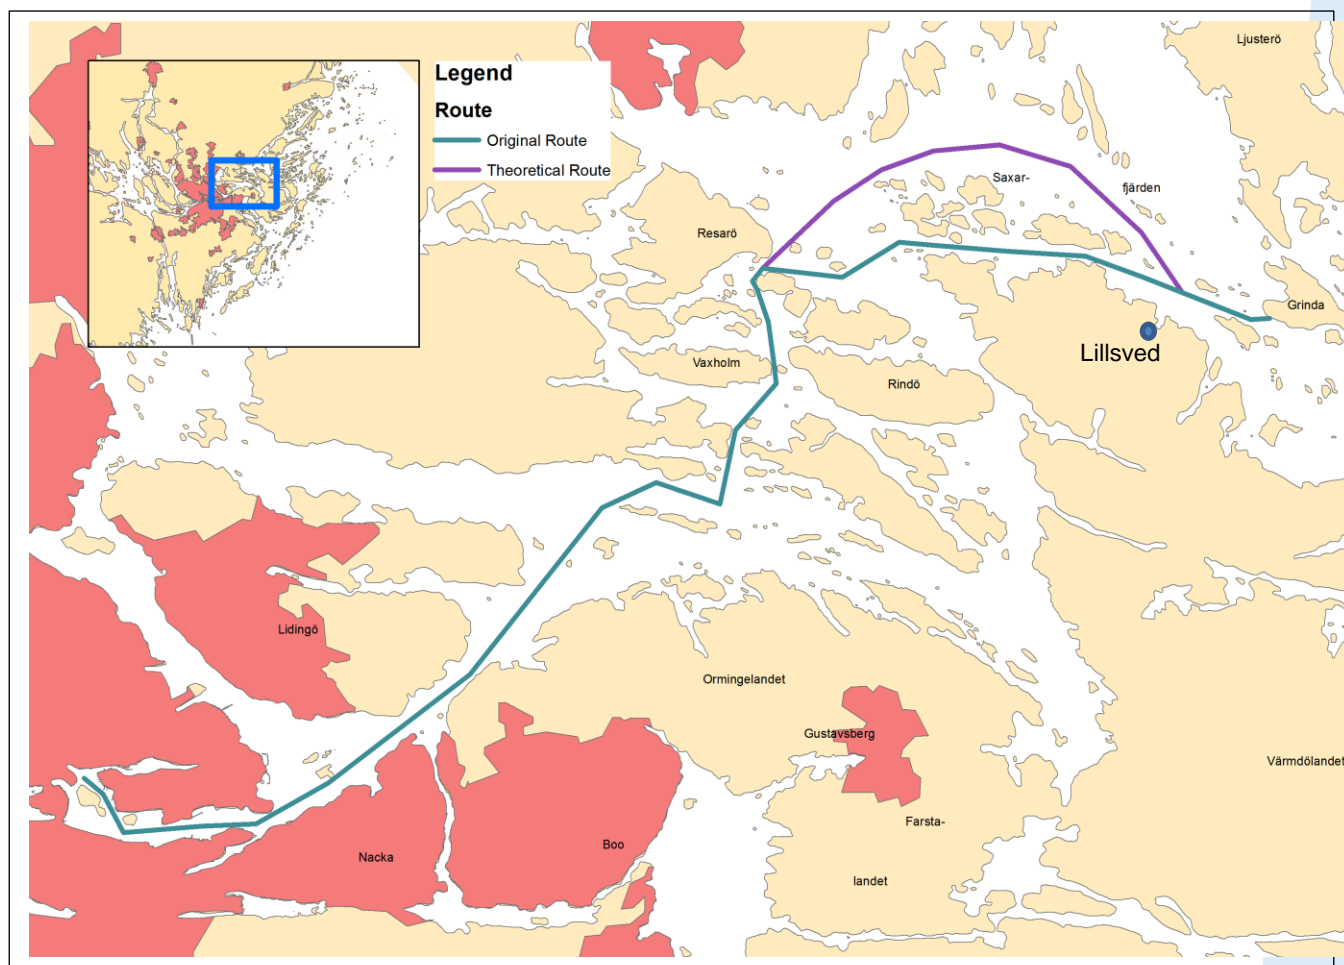 Legend
Route
Original Route
Theoretical Route
Ljusterö
Saxar-
fjärden
Resarö
Grinda
Lillsved
Vaxholm
Rindö
Lidingö
Ormingelandet
Gustavsberg
Värmdölandet
Farsta-
Boo
Nacka
landet